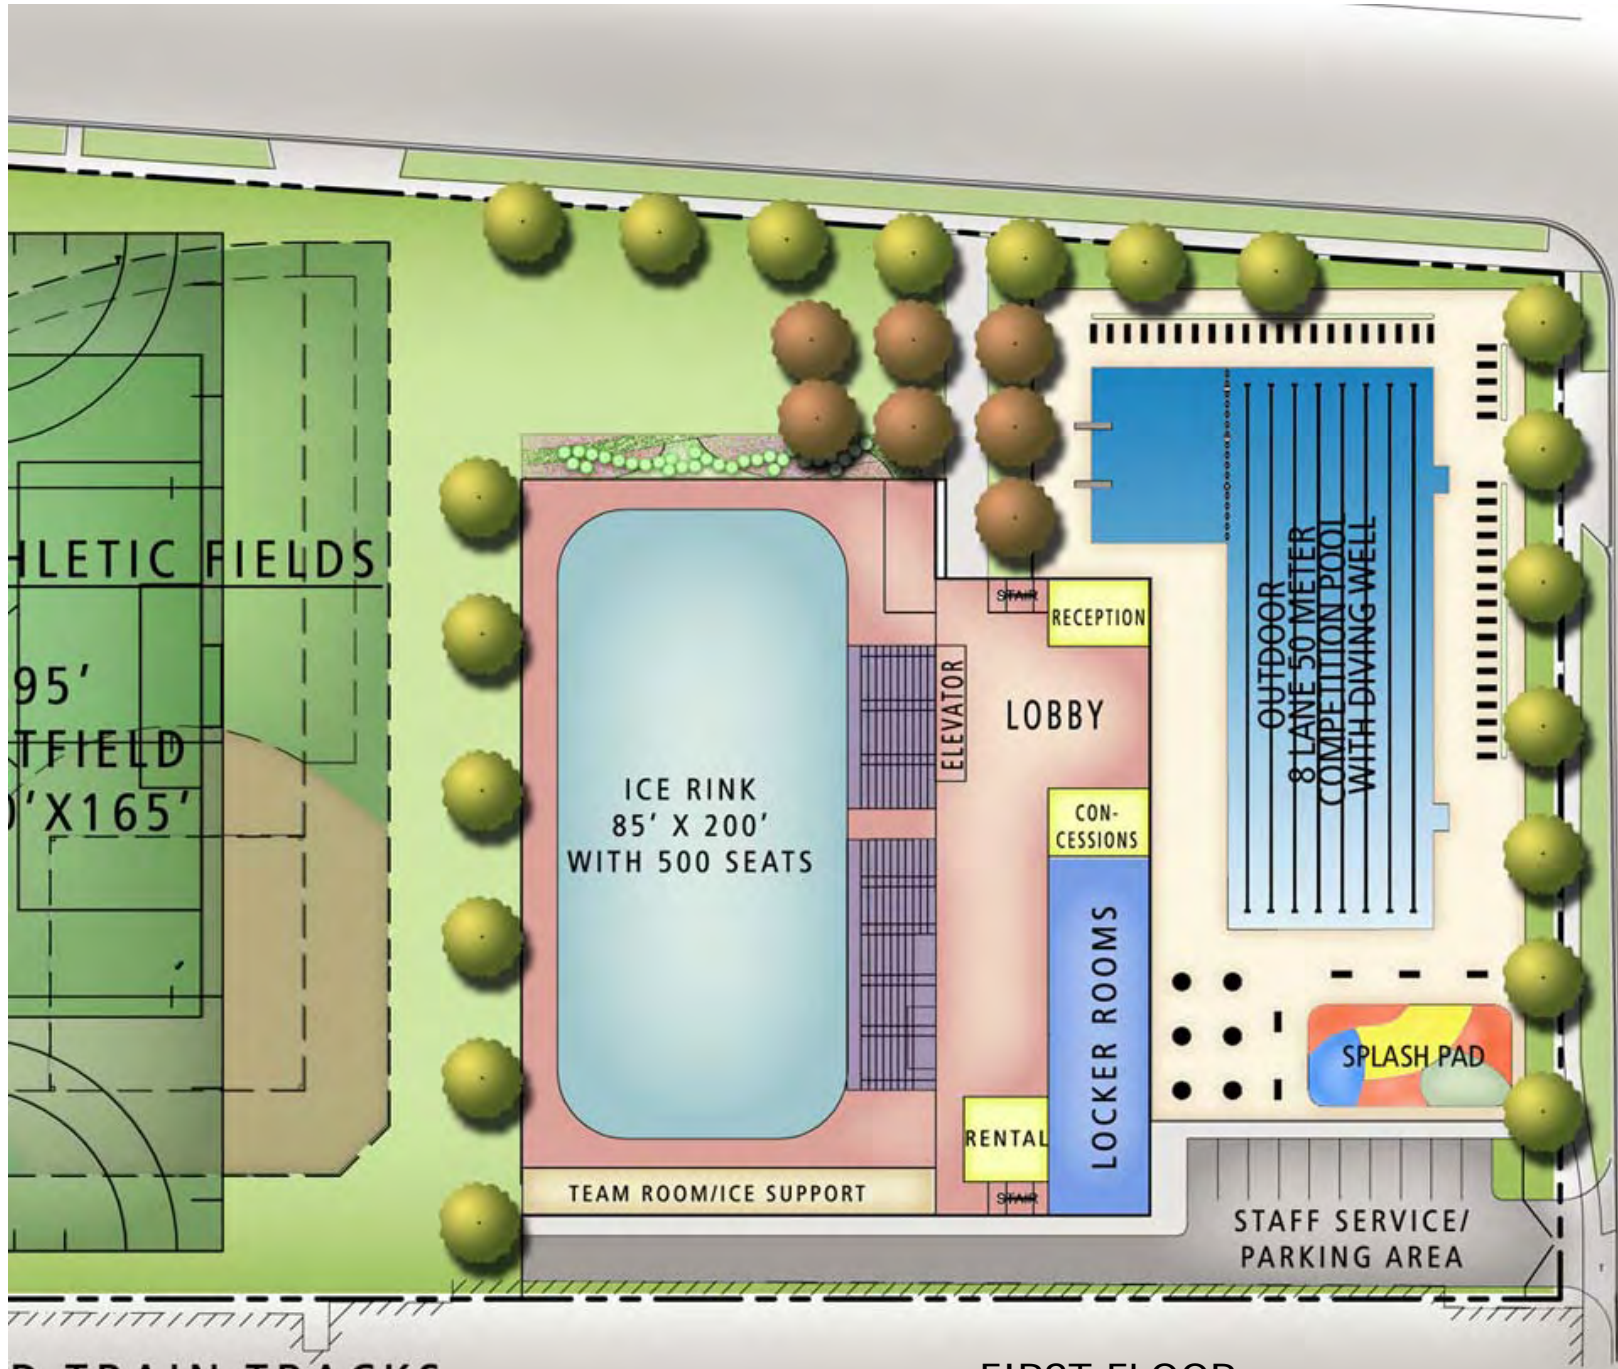 HLETIC FIELDS
95′
TFIELD
0′X165′
ICE RINK
85′ X 200′
WITH 500 SEATS
TEAM ROOM/ICE SUPPORT
STAIR
RECEPTION
ELEVATOR
LOBBY
CON-
CESSIONS
LOCKER ROOMS
RENTAL
STAIR
OUTDOOR
8 LANE 50 METER
COMPETITION POOL
WITH DIVING WELL
SPLASH PAD
STAFF SERVICE/
PARKING AREA
D TRAIN TRACKS
FIRST FLOOR